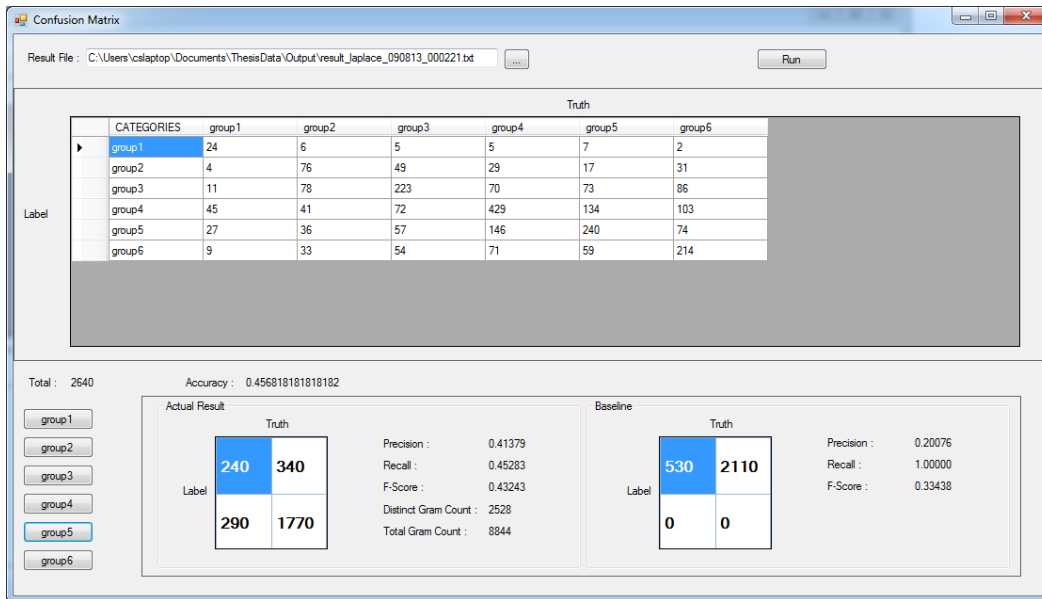 Confusion Matrix
Result File : C:\Users\cslaptop\Documents\ThesisData\Output\result_laplace_090813_000221.txt ... Run
Truth
CATEGORIES group1 group2 group3 group4 group5 group6
group1 24 6 5 5 7 2
group2 4 76 49 29 17 31
group3 11 78 223 70 73 86
Label
group4 45 41 72 429 134 103
group5 27 36 57 146 240 74
group6 9 33 54 71 59 214
Total : 2640 Accuracy : 0.456818181818182
group1
group2
group3
group4
group5
group6
Actual Result
Truth
Label
240 340
290 1770
Precision : 0.41379
Recall : 0.45283
F-Score : 0.43243
Distinct Gram Count : 2528
Total Gram Count : 8844
Baseline
Truth
Label
530 2110
0 0
Precision : 0.20076
Recall : 1.00000
F-Score : 0.33438